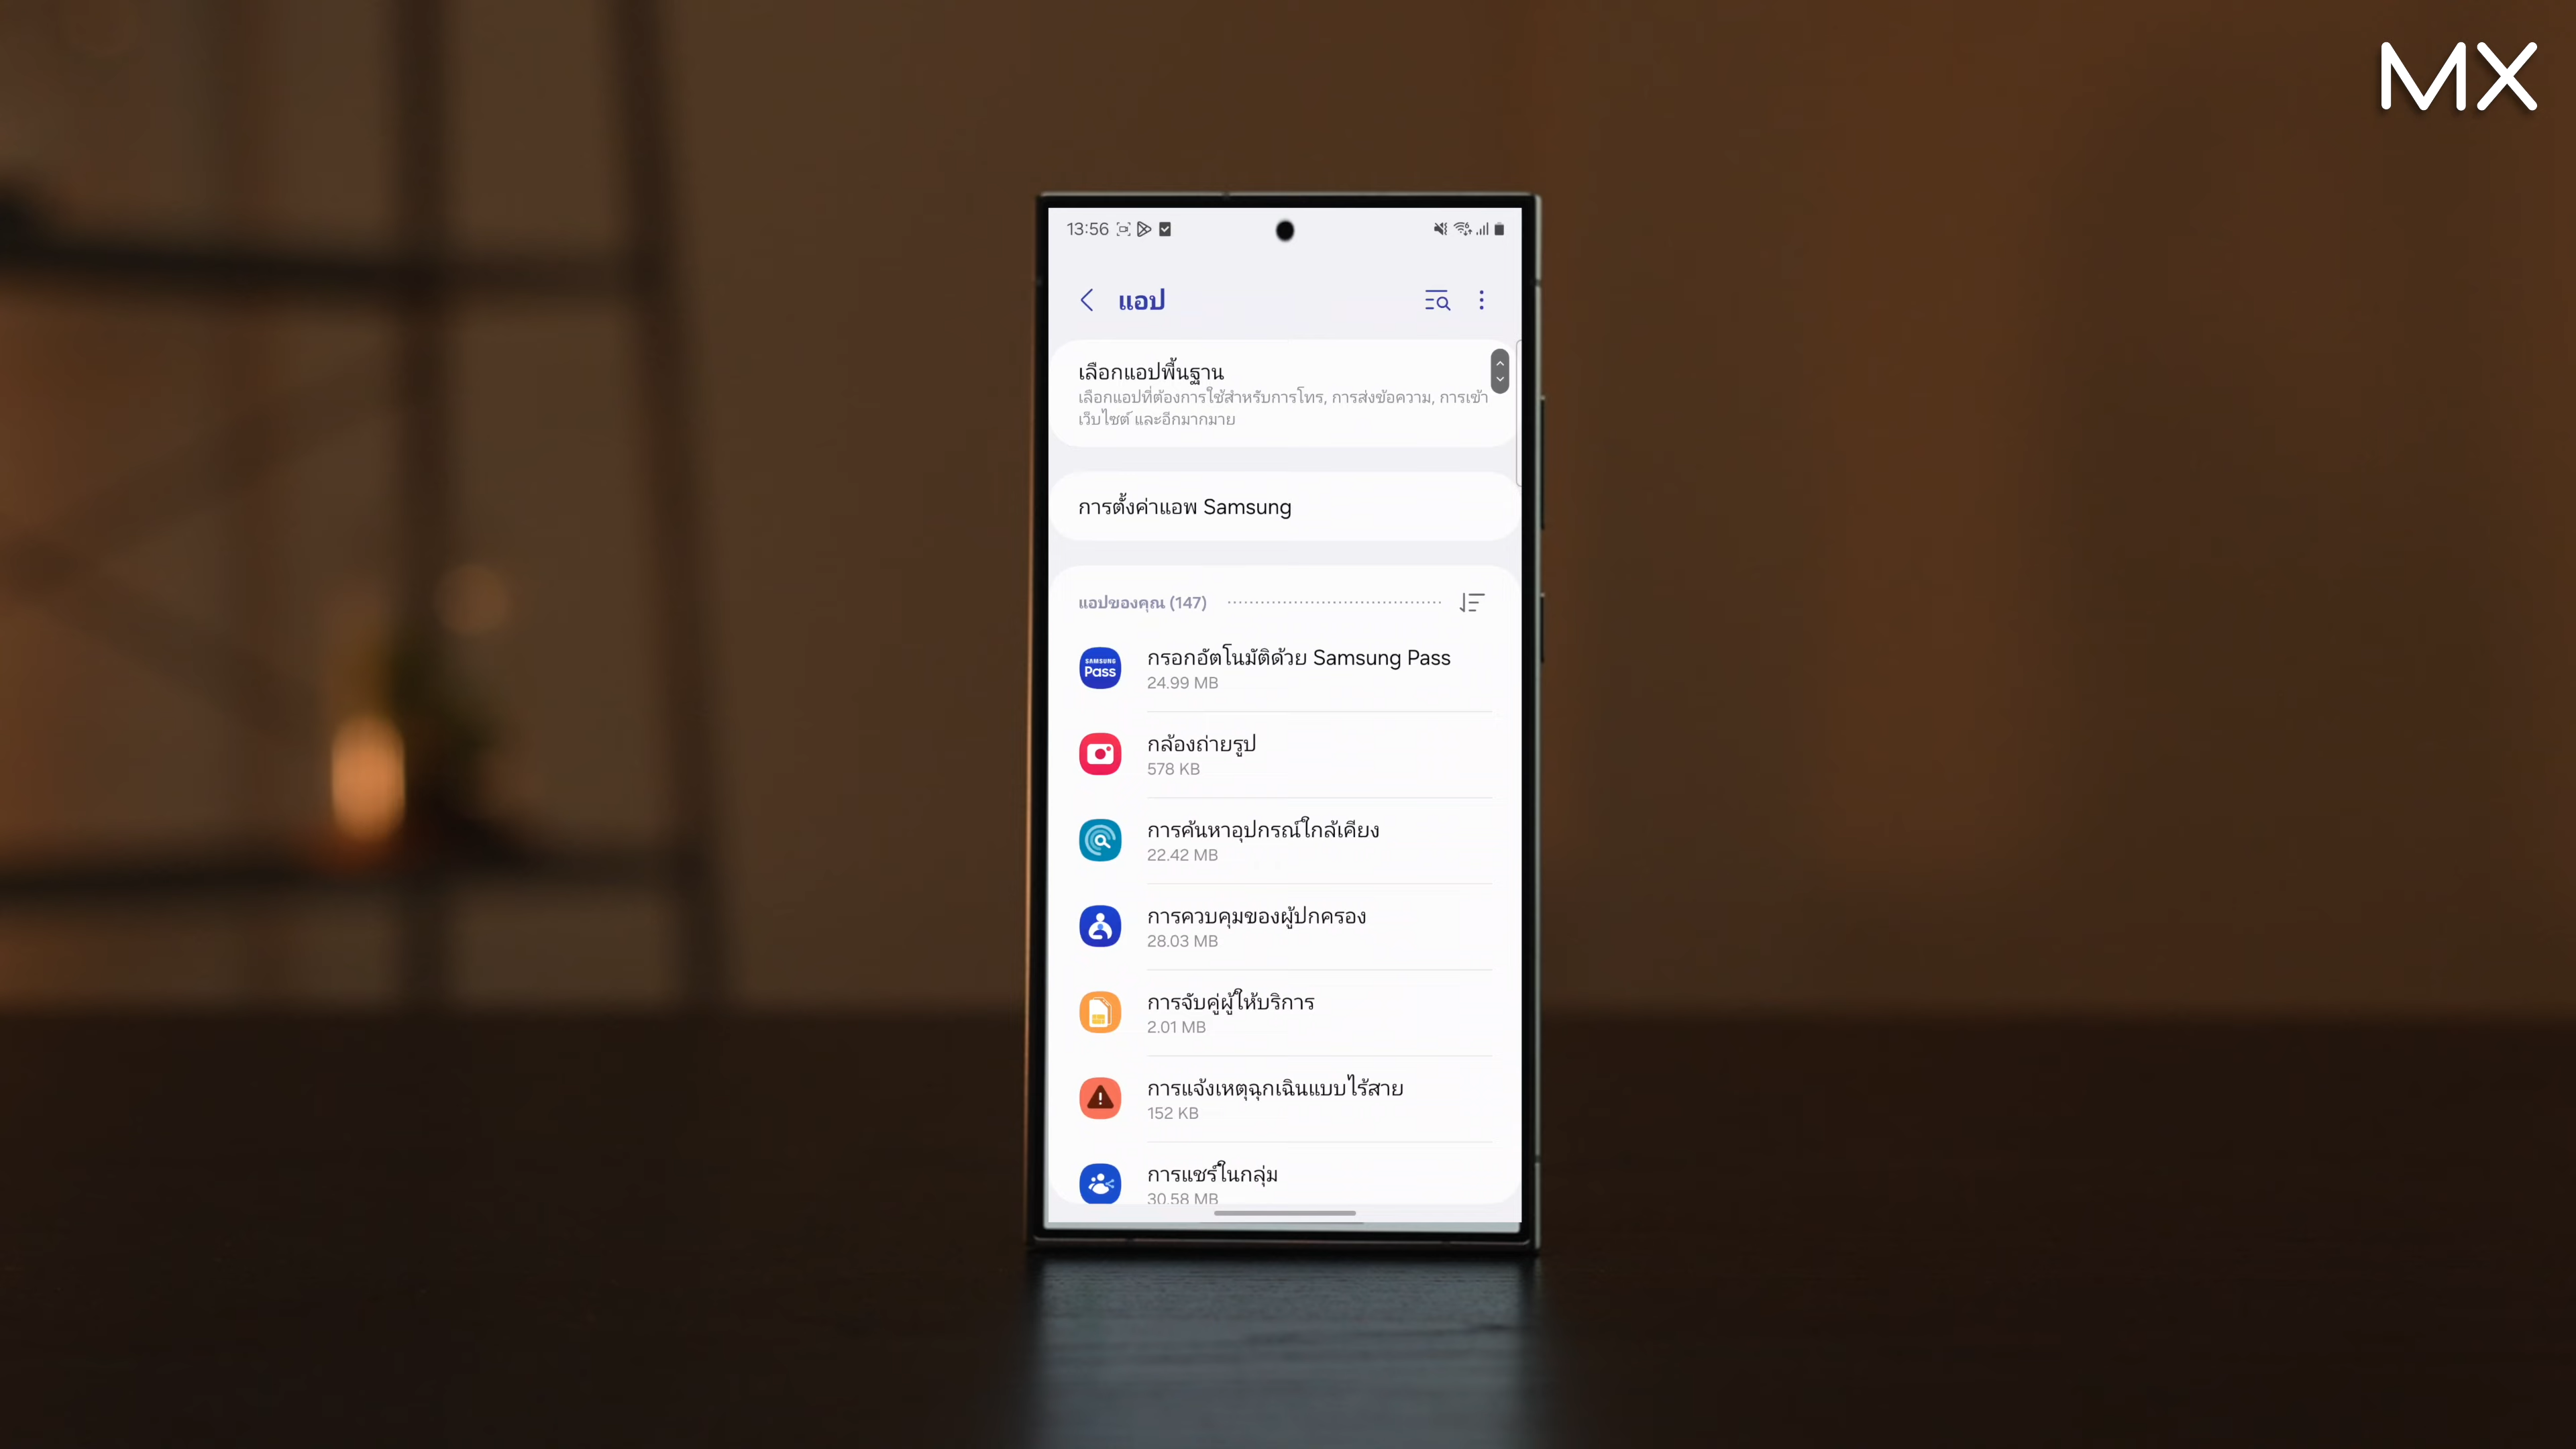 MX
13:56
แอป
เลือกแอปพื้นฐาน
เลือกแอปที่ต้องการใช้สำหรับการโทร, การส่งข้อความ, การเข้า
เว็บไซต์ และอีกมากมาย
การตั้งค่าแอพ Samsung
แอปของคุณ (147)
SAMSUNG
Pass
กรอกอัตโนมัติด้วย Samsung Pass
24.99 MB
กล้องถ่ายรูป
578 KB
การค้นหาอุปกรณ์ใกล้เคียง
22.42 MB
การควบคุมของผู้ปกครอง
28.03 MB
การจับคู่ผู้ให้บริการ
2.01 MB
การแจ้งเหตุฉุกเฉินแบบไร้สาย
152 KB
การแชร์ในกลุ่ม
30.58 MB